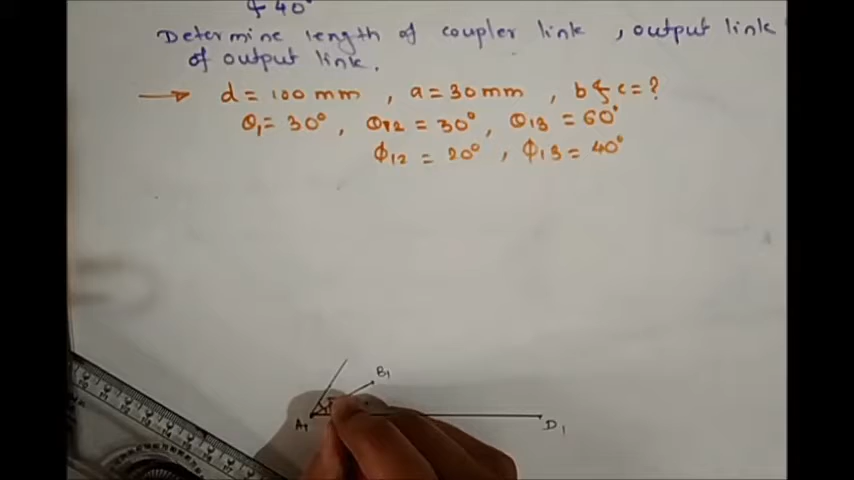 & 40°
Determine length of coupler link , output link
of output link.
→ d = 100 mm , a = 30 mm , b & c = ?
θ₁ = 30° , θ₁₂ = 30° , θ₁₃ = 60°
ϕ₁₂ = 20° , ϕ₁₃ = 40°
B₁
A₁
D₁